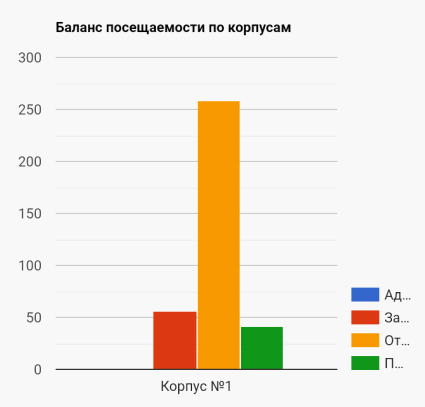 Баланс посещаемости по корпусам
300
250
200
150
100
50
0
Корпус №1
Ад...
За...
От...
П...